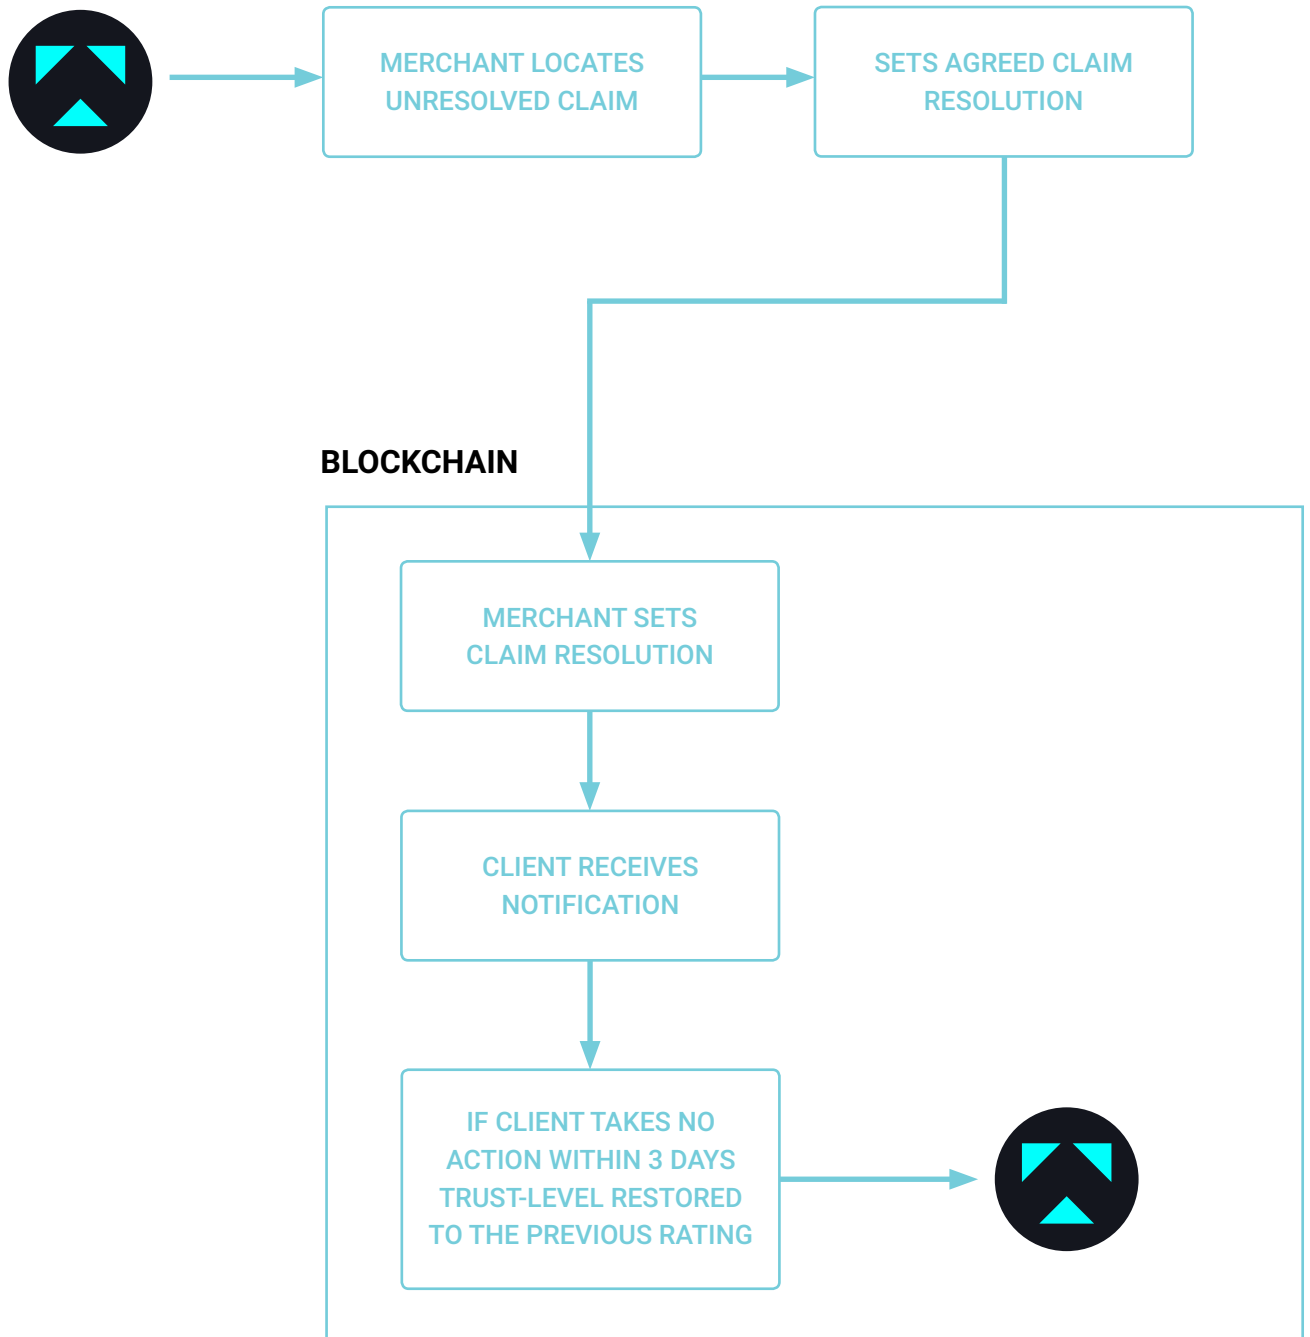 MERCHANT LOCATES
UNRESOLVED CLAIM
SETS AGREED CLAIM
RESOLUTION
BLOCKCHAIN
MERCHANT SETS
CLAIM RESOLUTION
CLIENT RECEIVES
NOTIFICATION
IF CLIENT TAKES NO
ACTION WITHIN 3 DAYS
TRUST-LEVEL RESTORED
TO THE PREVIOUS RATING